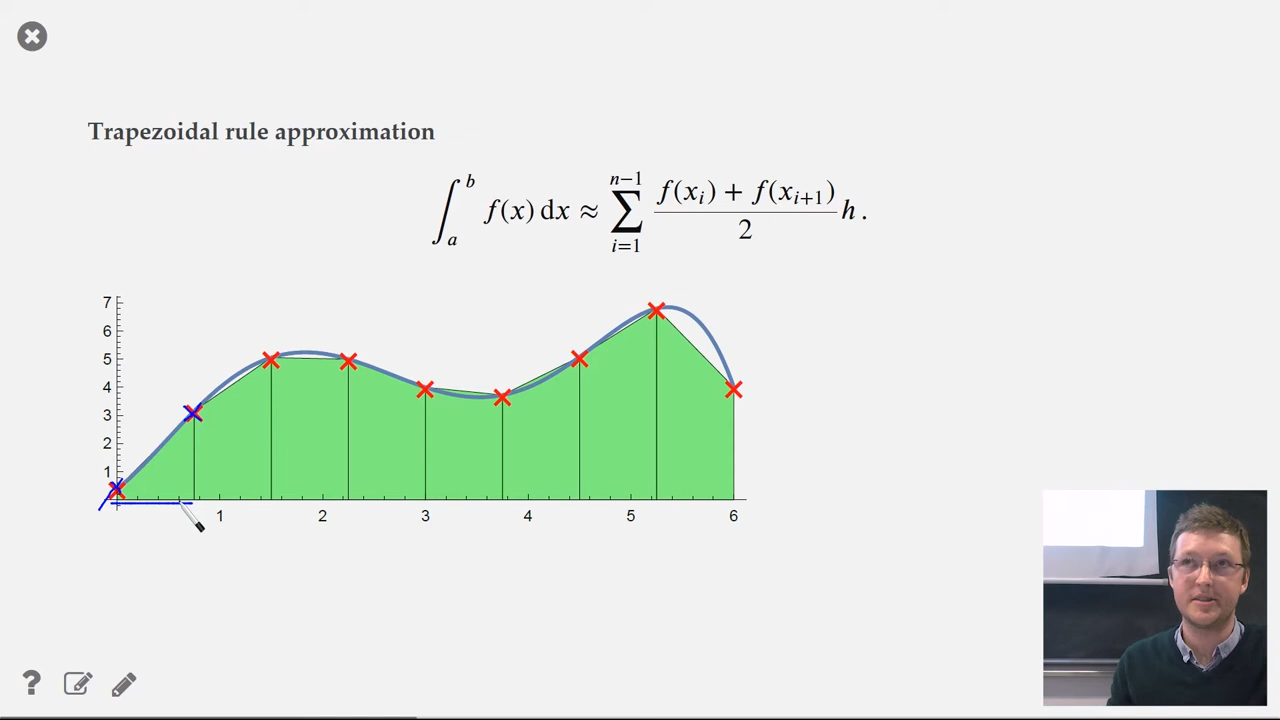 Trapezoidal rule approximation
∫_a^b f(x) dx ≈ ∑_{i=1}^{n−1} (f(x_i) + f(x_{i+1}))/2 h .
7
6
5
4
3
2
1
1 2 3 4 5 6
?